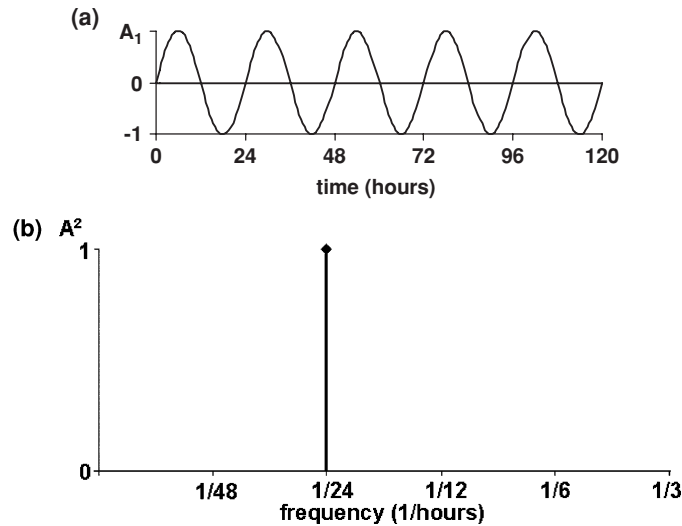 (a)
A1
0
-1
0 24 48 72 96 120
time (hours)
(b) A²
1
0
1/48 1/24 1/12 1/6 1/3
frequency (1/hours)